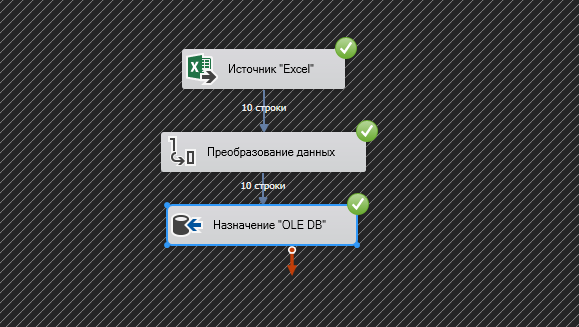 Источник "Excel"
10 строки
Преобразование данных
10 строки
Назначение "OLE DB"